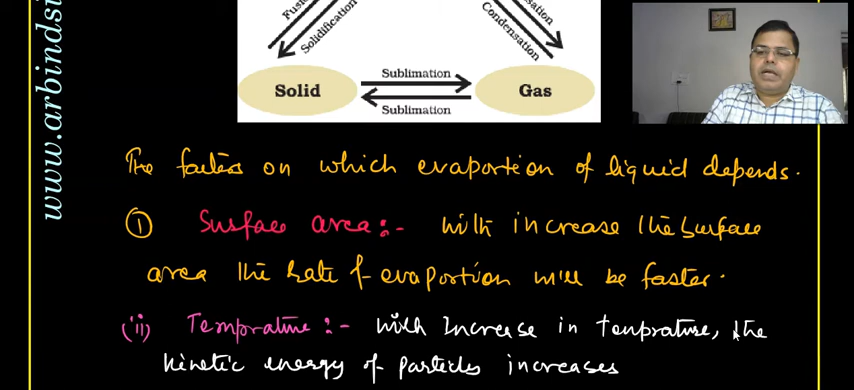 www.arbindsi
Fusi
Solidification
nsation
Condensation
Sublimation
Solid
Gas
Sublimation
The factors on which evaportion of liquid depends.
① Surface area:- with increase the surface
area the rate of evaportion will be faster.
(ii) Temprature:- with increase in temprature, the
kinetic energy of particles increases